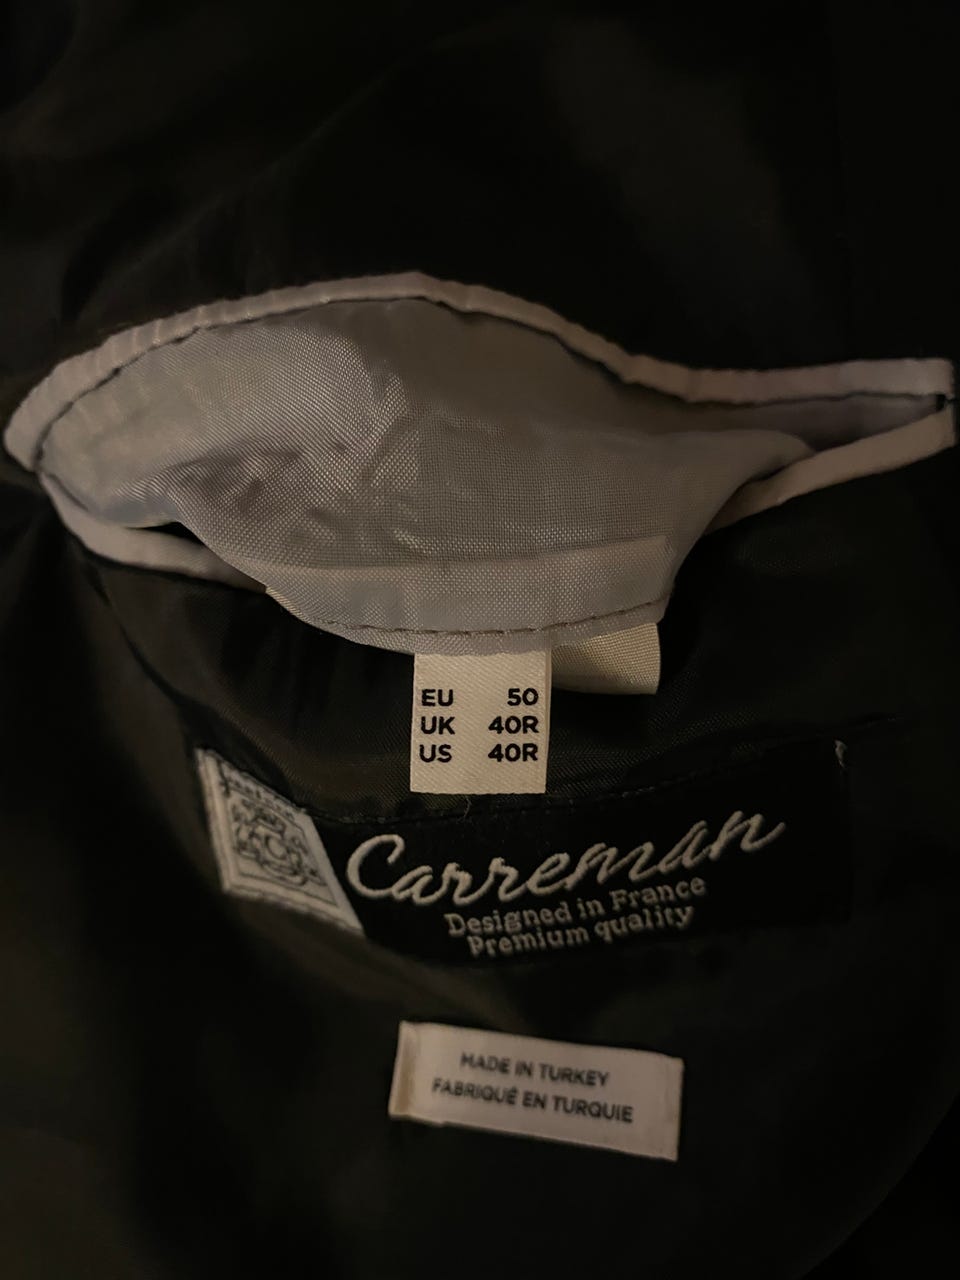 EU 50
UK 40R
US 40R
Carreman
Designed in France
Premium quality
MADE IN TURKEY
FABRIQUÉ EN TURQUIE